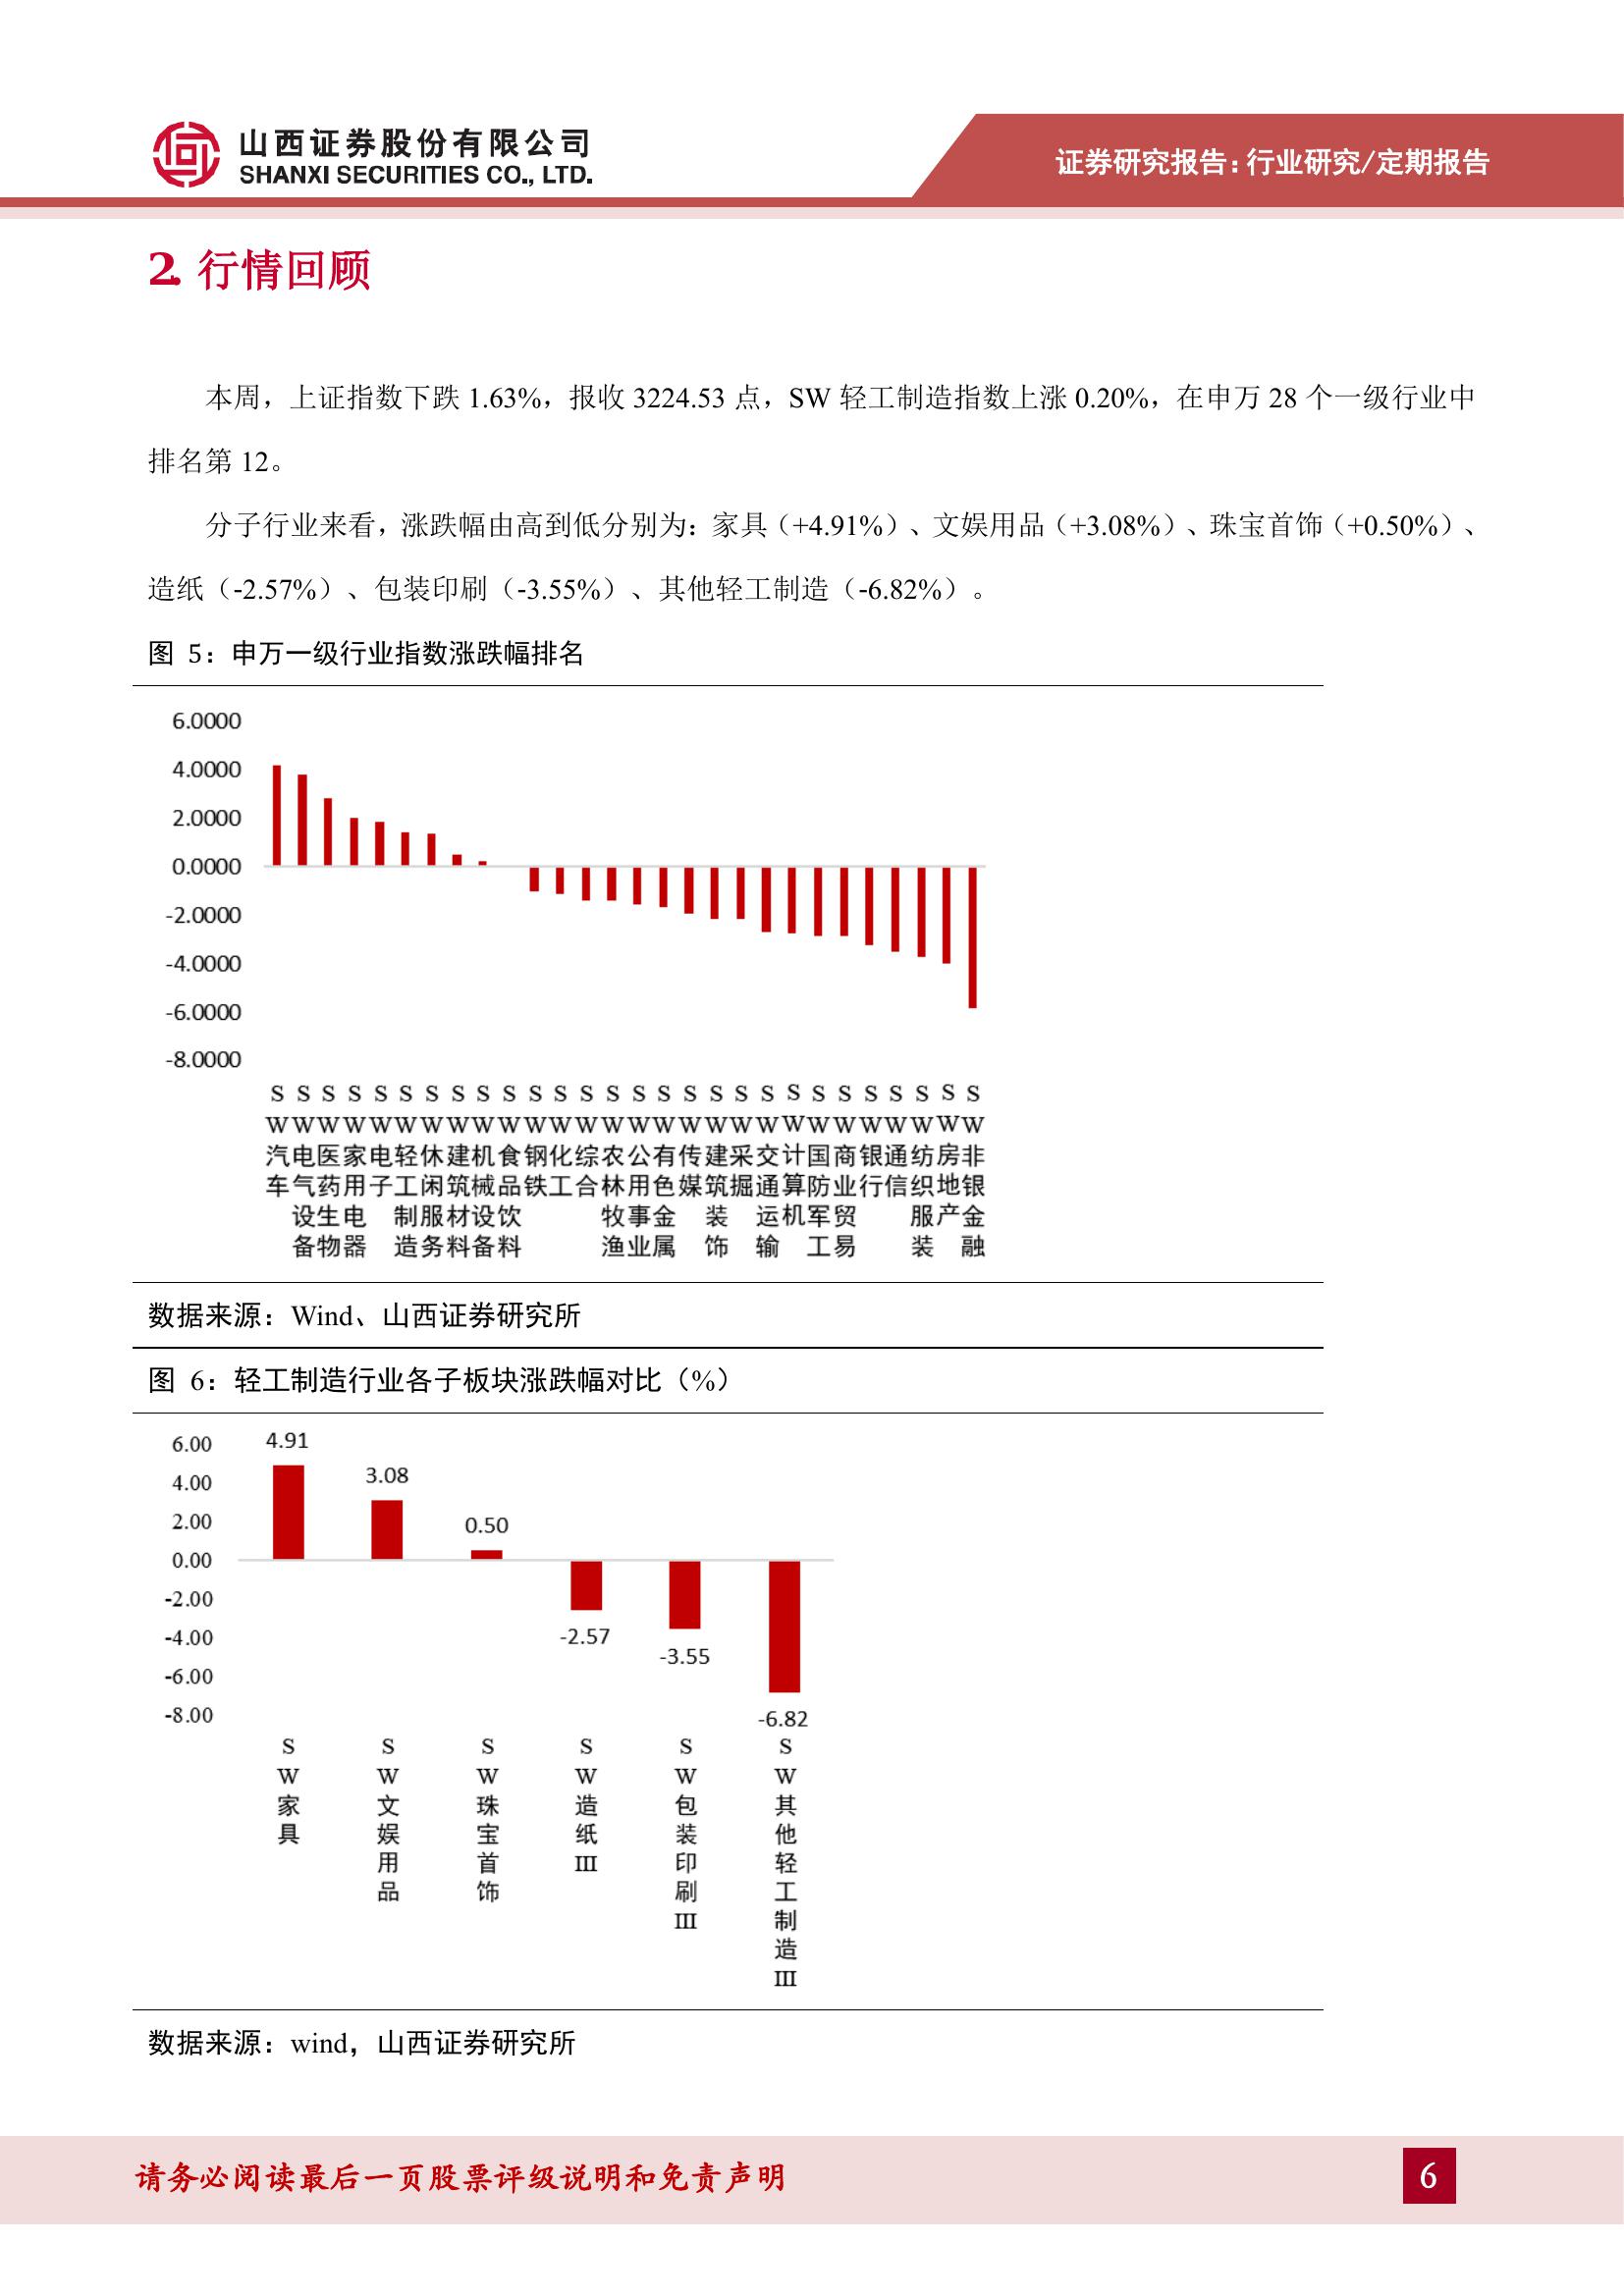 山西证券股份有限公司
SHANXI SECURITIES CO., LTD.
证券研究报告：行业研究/定期报告
2. 行情回顾
本周，上证指数下跌 1.63%，报收 3224.53 点，SW 轻工制造指数上涨 0.20%，在申万 28 个一级行业中
排名第 12。
分子行业来看，涨跌幅由高到低分别为：家具（+4.91%）、文娱用品（+3.08%）、珠宝首饰（+0.50%）、
造纸（-2.57%）、包装印刷（-3.55%）、其他轻工制造（-6.82%）。
图 5：申万一级行业指数涨跌幅排名
6.0000
4.0000
2.0000
0.0000
-2.0000
-4.0000
-6.0000
-8.0000
SW汽车
SW电气设备
SW医药生物
SW家用电器
SW电子
SW轻工制造
SW休闲服务
SW建筑材料
SW机械设备
SW食品饮料
SW钢铁
SW化工
SW综合
SW农林牧渔
SW公用事业
SW有色金属
SW传媒
SW建筑装饰
SW采掘
SW交通运输
SW计算机
SW国防军工
SW商业贸易
SW银行
SW通信
SW纺织服装
SW房地产
SW非银金融
数据来源：Wind、山西证券研究所
图 6：轻工制造行业各子板块涨跌幅对比（%）
6.00
4.00
2.00
0.00
-2.00
-4.00
-6.00
-8.00
4.91
3.08
0.50
-2.57
-3.55
-6.82
SW家具
SW文娱用品
SW珠宝首饰
SW造纸III
SW包装印刷III
SW其他轻工制造III
数据来源：wind，山西证券研究所
请务必阅读最后一页股票评级说明和免责声明
6